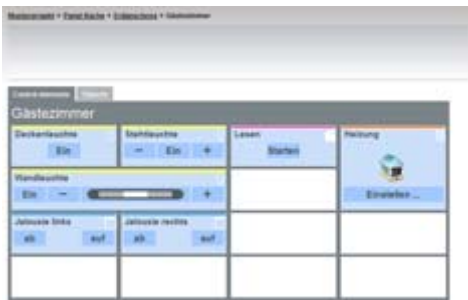 Gästezimmer
Deckenleuchte
Stehleuchte
Lesen
Heizung
Ein
− Ein +
Starten
Wandleuchte
Ein − +
Einstellen ...
Jalousie links
Jalousie rechts
ab auf
ab auf